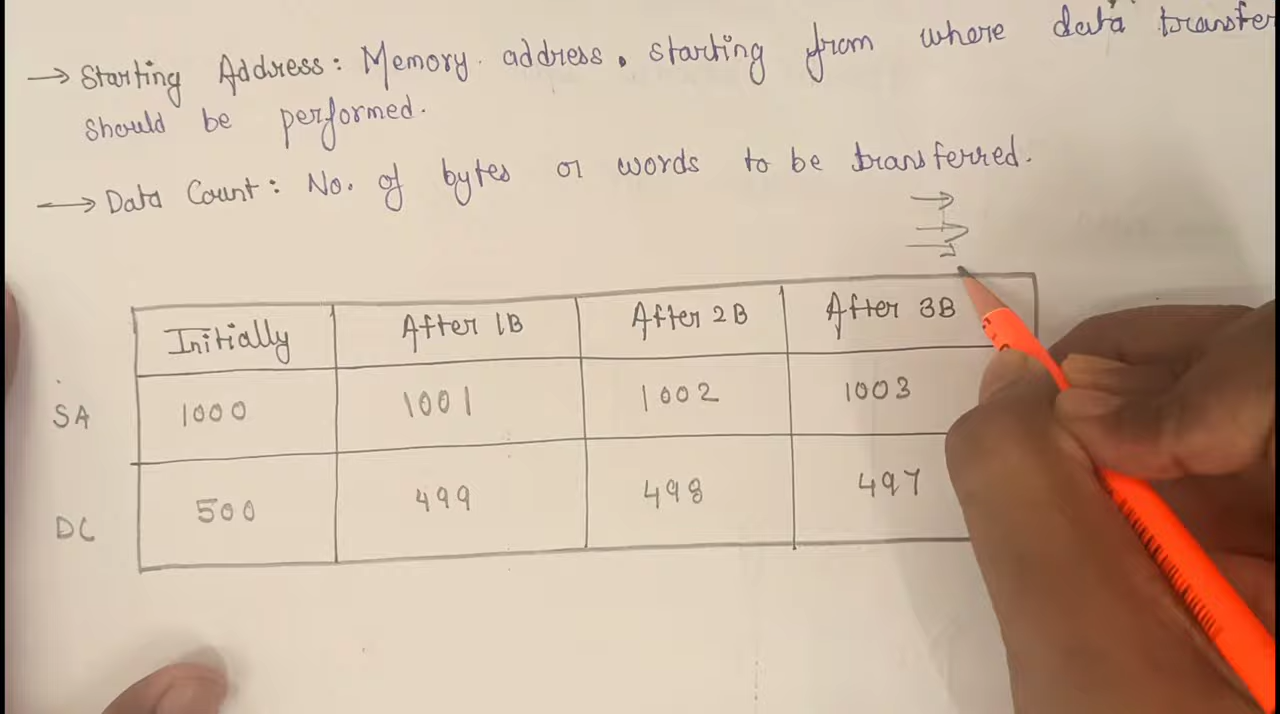 → Starting Address: Memory address, starting from where data transfer
should be performed.
→ Data Count: No. of bytes or words to be transferred.
Initially After 1B After 2B After 3B
SA 1000 1001 1002 1003
DC 500 499 498 497